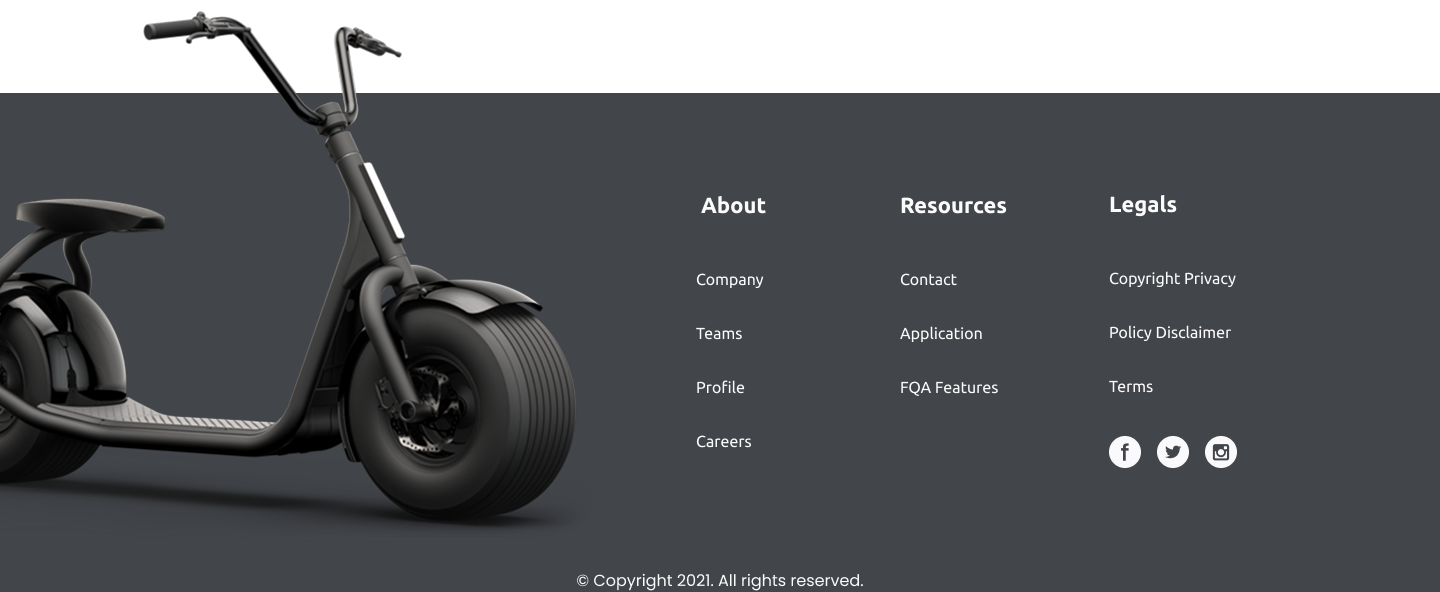 About
Company
Teams
Profile
Careers
Resources
Contact
Application
FQA Features
Legals
Copyright Privacy
Policy Disclaimer
Terms
© Copyright 2021. All rights reserved.